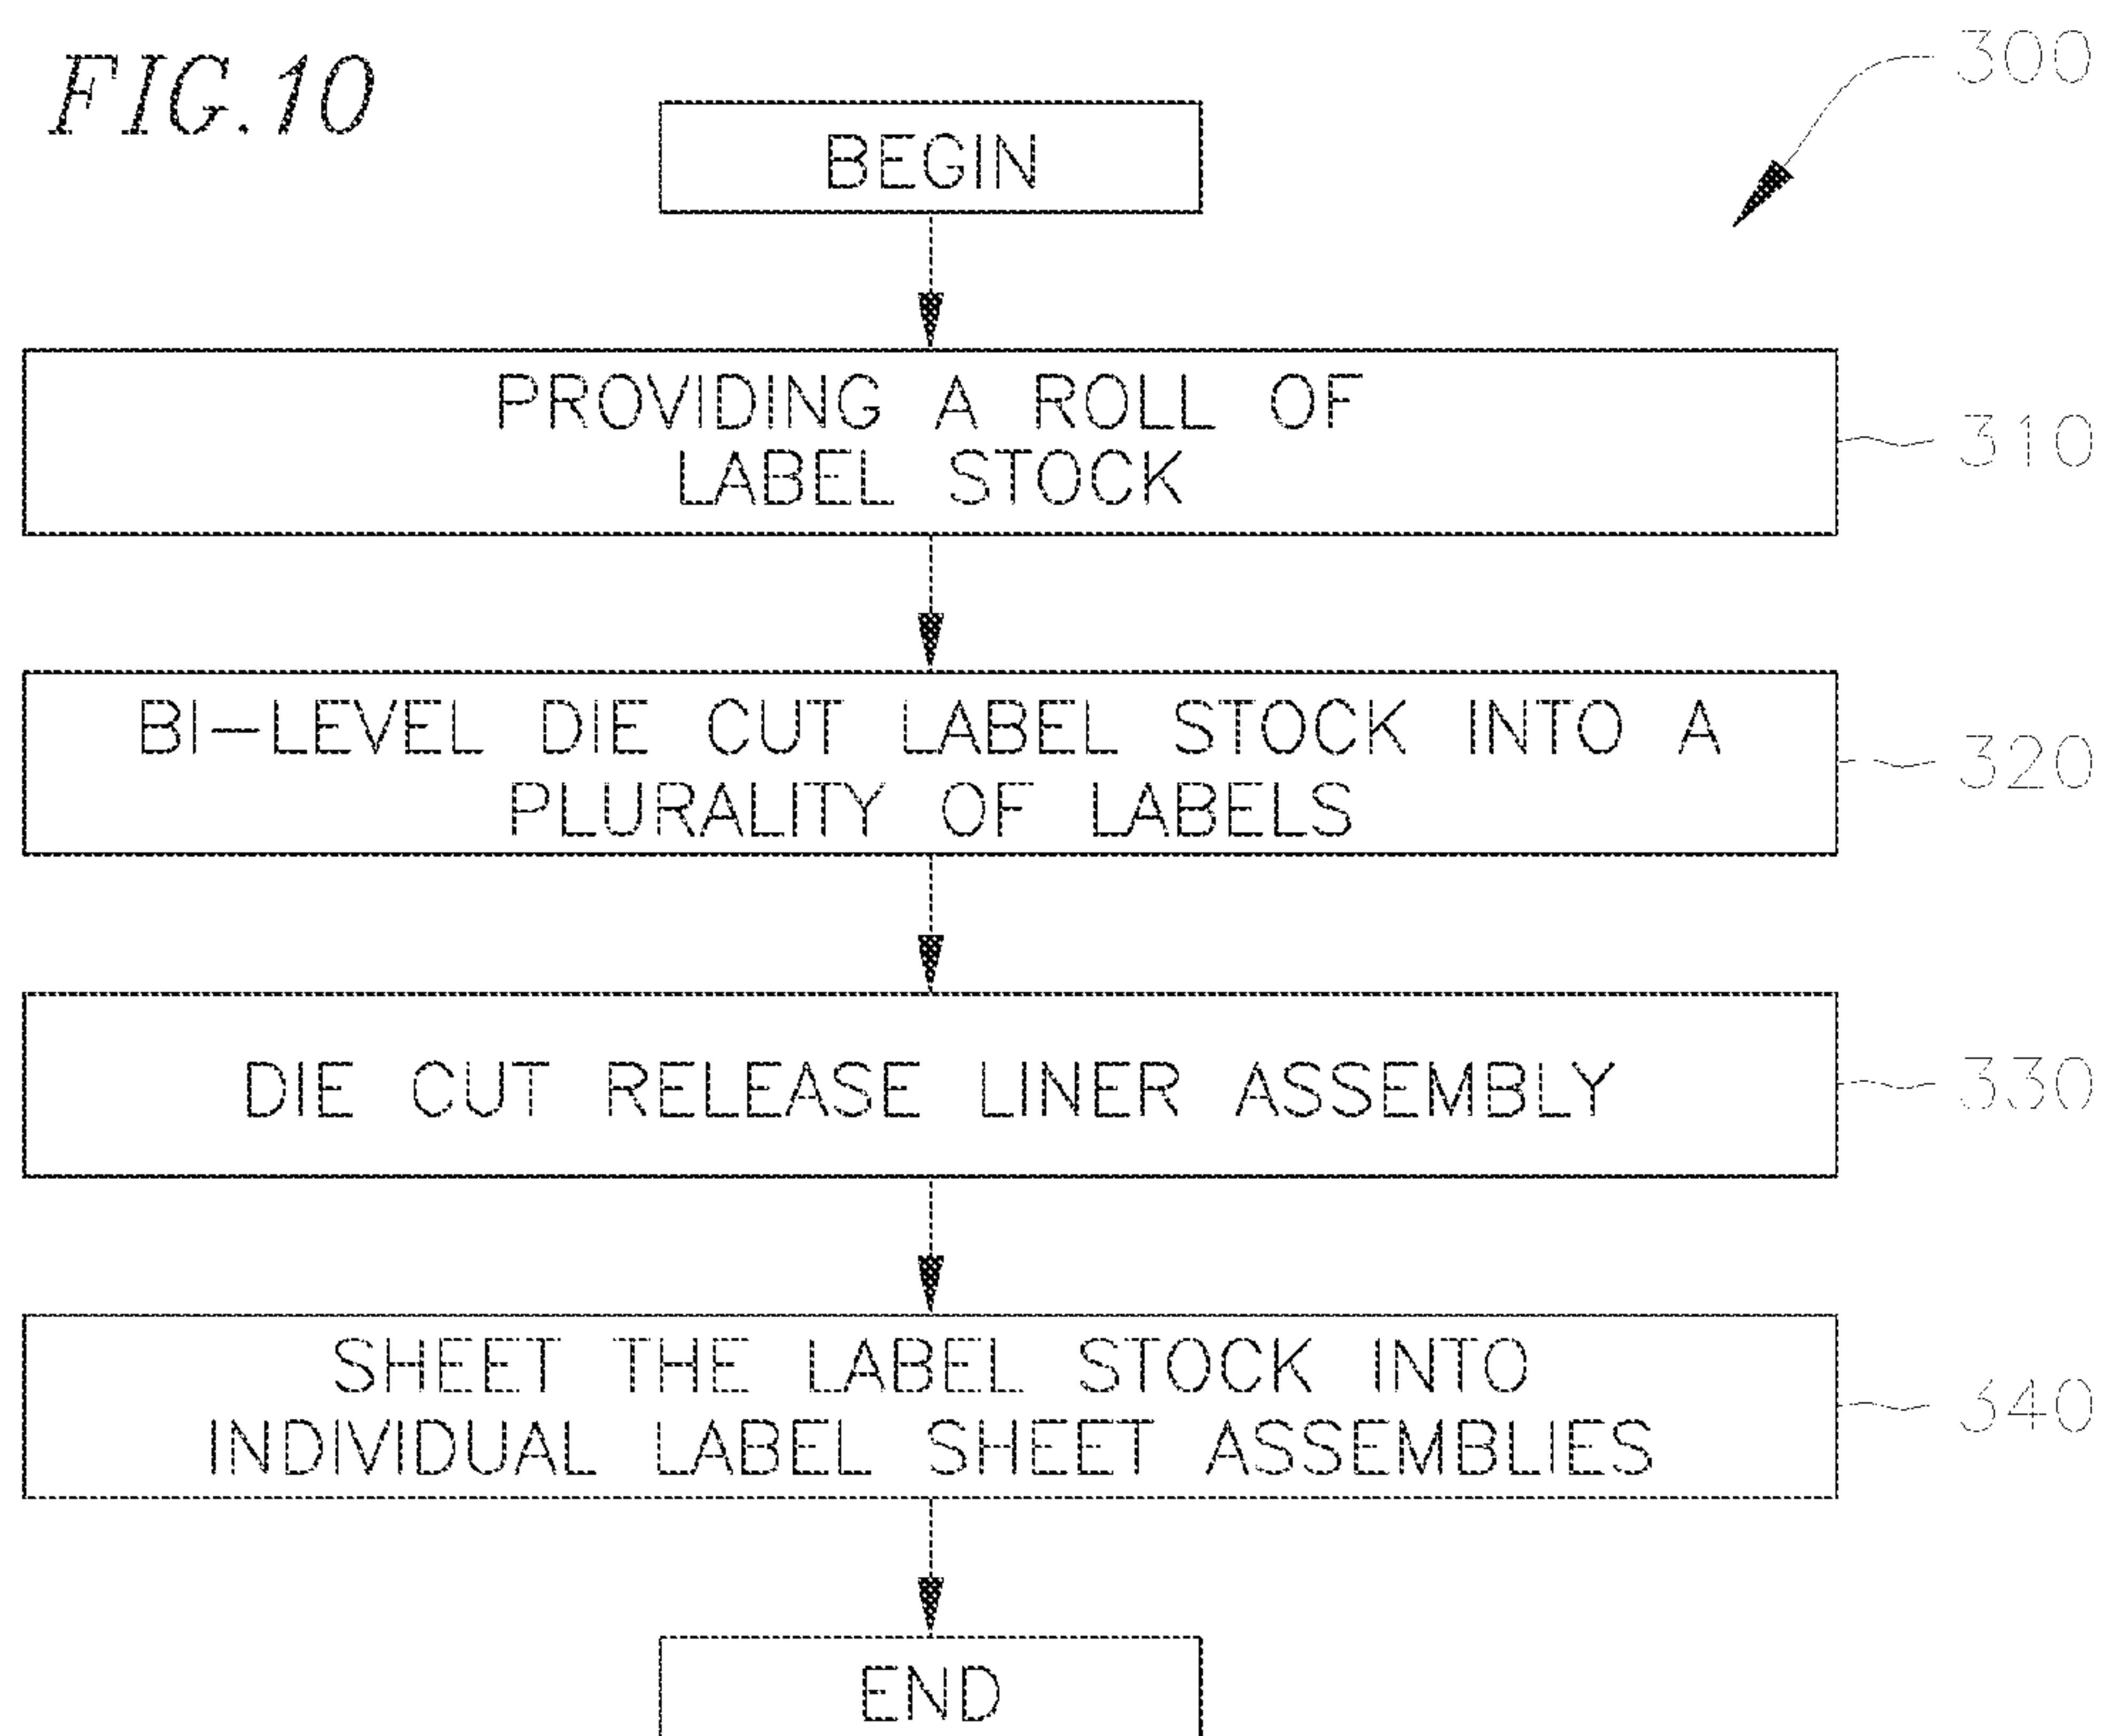 FIG.10
300
BEGIN
PROVIDING A ROLL OF
LABEL STOCK
310
BI-LEVEL DIE CUT LABEL STOCK INTO A
PLURALITY OF LABELS
320
DIE CUT RELEASE LINER ASSEMBLY
330
SHEET THE LABEL STOCK INTO
INDIVIDUAL LABEL SHEET ASSEMBLIES
340
END